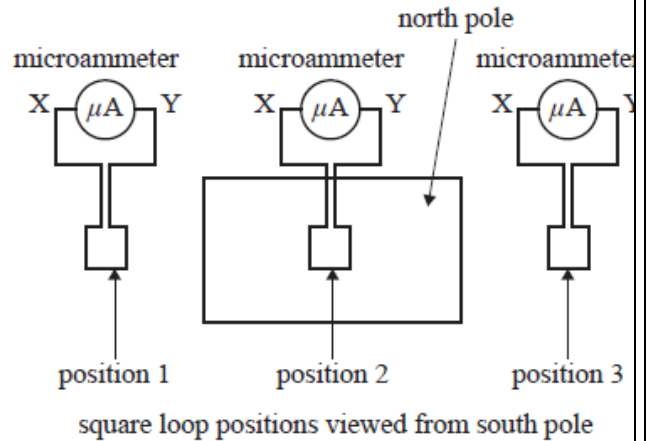 north pole
microammeter microammeter microammeter
X μA Y X μA Y X μA Y
position 1 position 2 position 3
square loop positions viewed from south pole